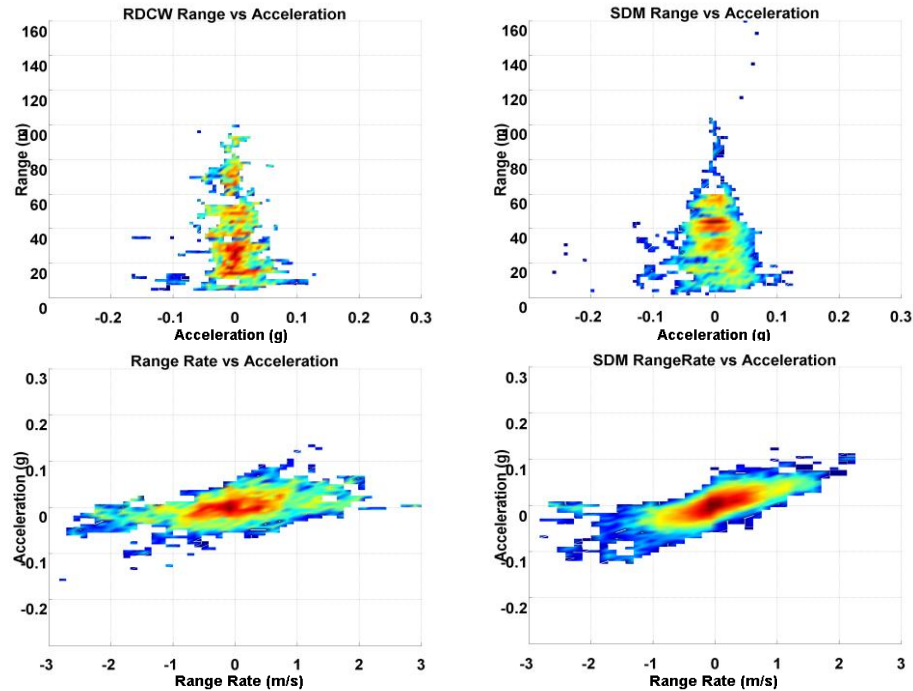 RDCW Range vs Acceleration
160
140
120
100
80
60
40
20
0
Range (m)
-0.2 -0.1 0 0.1 0.2 0.3
Acceleration (g)
SDM Range vs Acceleration
160
140
120
100
80
60
40
20
0
Range (m)
-0.2 -0.1 0 0.1 0.2 0.3
Acceleration (g)
Range Rate vs Acceleration
0.3
0.2
0.1
0
-0.1
-0.2
Acceleration (g)
-3 -2 -1 0 1 2 3
Range Rate (m/s)
SDM RangeRate vs Acceleration
0.3
0.2
0.1
0
-0.1
-0.2
Acceleration (g)
-3 -2 -1 0 1 2 3
Range Rate (m/s)